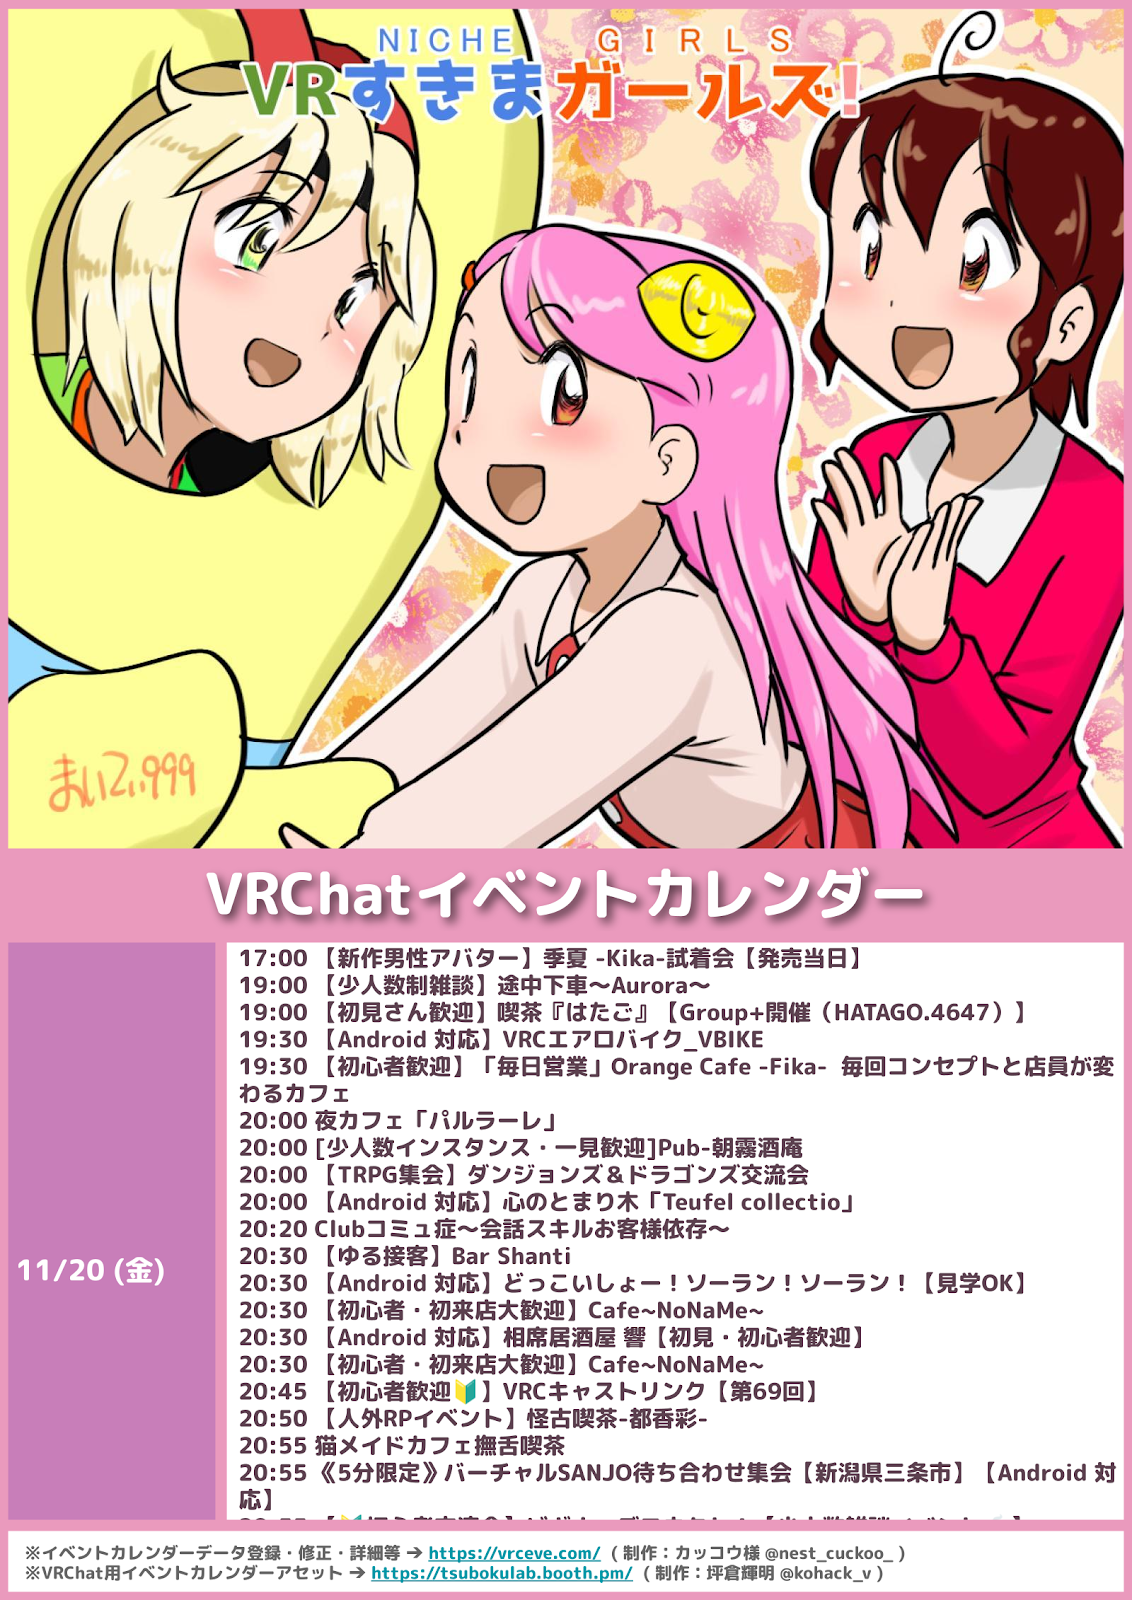 NICHE GIRLS
VRすきまガールズ!
まいてぃ999
VRChatイベントカレンダー
11/20 (金)
17:00 【新作男性アバター】季夏 -Kika-試着会【発売当日】
19:00 【少人数制雑談】途中下車～Aurora～
19:00 【初見さん歓迎】喫茶『はたご』【Group+開催（HATAGO.4647）】
19:30 【Android 対応】VRCエアロバイク_VBIKE
19:30 【初心者歓迎】「毎日営業」Orange Cafe -Fika- 毎回コンセプトと店員が変
わるカフェ
20:00 夜カフェ「パルラーレ」
20:00 [少人数インスタンス・一見歓迎]Pub-朝霧酒庵
20:00 【TRPG集会】ダンジョンズ＆ドラゴンズ交流会
20:00 【Android 対応】心のとまり木「Teufel collectio」
20:20 Clubコミュ症～会話スキルお客様依存～
20:30 【ゆる接客】Bar Shanti
20:30 【Android 対応】どっこいしょー！ソーラン！ソーラン！【見学OK】
20:30 【初心者・初来店大歓迎】Cafe~NoNaMe~
20:30 【Android 対応】相席居酒屋 響【初見・初心者歓迎】
20:30 【初心者・初来店大歓迎】Cafe~NoNaMe~
20:45 【初心者歓迎🔰】VRCキャストリンク【第69回】
20:50 【人外RPイベント】怪古喫茶-都香彩-
20:55 猫メイドカフェ撫舌喫茶
20:55 《5分限定》バーチャルSANJO待ち合わせ集会【新潟県三条市】【Android 対
応】
※イベントカレンダーデータ登録・修正・詳細等 ➔ https://vrceve.com/ （制作：カッコウ様 @nest_cuckoo_ ）
※VRChat用イベントカレンダーアセット ➔ https://tsubokulab.booth.pm/ （制作：坪倉輝明 @kohack_v ）